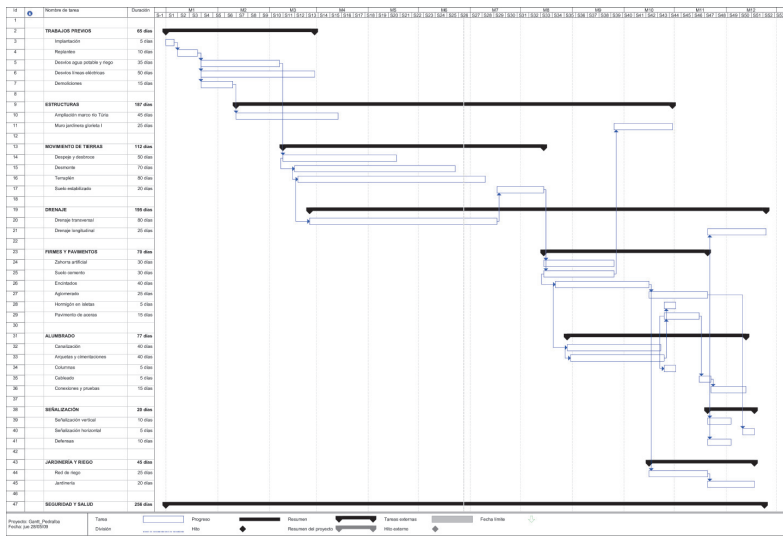 Id Nombre de tarea Duración M1 M2 M3 M4 M5 M6 M7 M8 M9 M10 M11 M12
S-1 S1 S2 S3 S4 S5 S6 S7 S8 S9 S10 S11 S12 S13 S14 S15 S16 S17 S18 S19 S20 S21 S22 S23 S24 S25 S26 S27 S28 S29 S30 S31 S32 S33 S34 S35 S36 S37 S38 S39 S40 S41 S42 S43 S44 S45 S46 S47 S48 S49 S50 S51 S52
1
2 TRABAJOS PREVIOS 65 días
3 Implantación 5 días
4 Replanteo 10 días
5 Desvíos agua potable y riego 35 días
6 Desvíos líneas eléctricas 50 días
7 Demoliciones 15 días
8
9 ESTRUCTURAS 187 días
10 Ampliación marco río Túria 45 días
11 Muro jardinera glorieta I 25 días
12
13 MOVIMIENTO DE TIERRAS 112 días
14 Despeje y desbroce 50 días
15 Desmonte 70 días
16 Terraplén 80 días
17 Suelo estabilizado 20 días
18
19 DRENAJE 195 días
20 Drenaje transversal 80 días
21 Drenaje longitudinal 25 días
22
23 FIRMES Y PAVIMENTOS 70 días
24 Zahorra artificial 30 días
25 Suelo cemento 30 días
26 Encintados 40 días
27 Aglomerado 25 días
28 Hormigón en isletas 5 días
29 Pavimento de aceras 15 días
30
31 ALUMBRADO 77 días
32 Canalización 40 días
33 Arquetas y cimentaciones 40 días
34 Columnas 5 días
35 Cableado 5 días
36 Conexiones y pruebas 15 días
37
38 SEÑALIZACIÓN 20 días
39 Señalización vertical 10 días
40 Señalización horizontal 5 días
41 Defensas 10 días
42
43 JARDINERÍA Y RIEGO 45 días
44 Red de riego 25 días
45 Jardinería 20 días
46
47 SEGURIDAD Y SALUD 256 días
Proyecto: Gantt_Pedralba
Tarea Progreso Resumen Tareas externas Fecha límite
División Hito Resumen del proyecto Hito externo